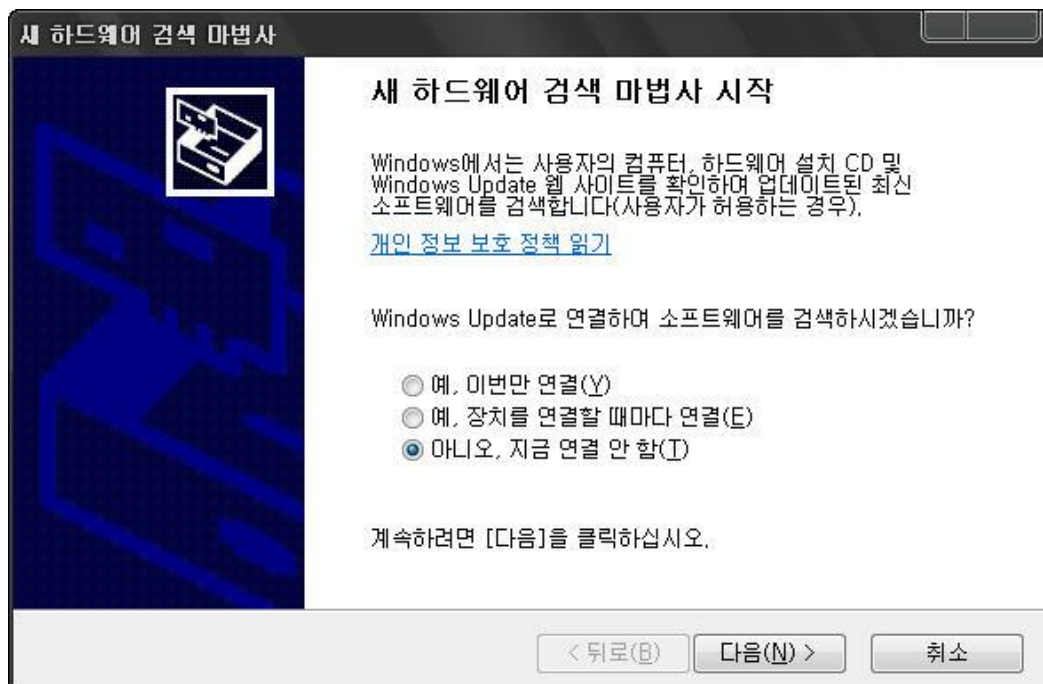 새 하드웨어 검색 마법사
새 하드웨어 검색 마법사 시작
Windows에서는 사용자의 컴퓨터, 하드웨어 설치 CD 및
Windows Update 웹 사이트를 확인하여 업데이트된 최신
소프트웨어를 검색합니다(사용자가 허용하는 경우).
개인 정보 보호 정책 읽기
Windows Update로 연결하여 소프트웨어를 검색하시겠습니까?
예, 이번만 연결(Y)
예, 장치를 연결할 때마다 연결(E)
아니오, 지금 연결 안 함(T)
계속하려면 [다음]을 클릭하십시오.
< 뒤로(B) 다음(N) > 취소